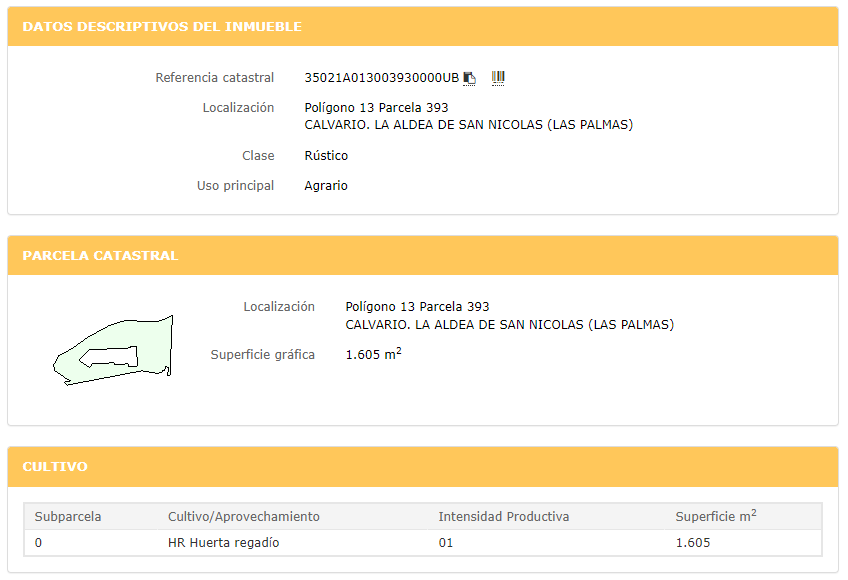 DATOS DESCRIPTIVOS DEL INMUEBLE
Referencia catastral 35021A013003930000UB
Localización Polígono 13 Parcela 393
CALVARIO. LA ALDEA DE SAN NICOLAS (LAS PALMAS)
Clase Rústico
Uso principal Agrario
PARCELA CATASTRAL
Localización Polígono 13 Parcela 393
CALVARIO. LA ALDEA DE SAN NICOLAS (LAS PALMAS)
Superficie gráfica 1.605 m²
CULTIVO
Subparcela Cultivo/Aprovechamiento Intensidad Productiva Superficie m²
0 HR Huerta regadío 01 1.605